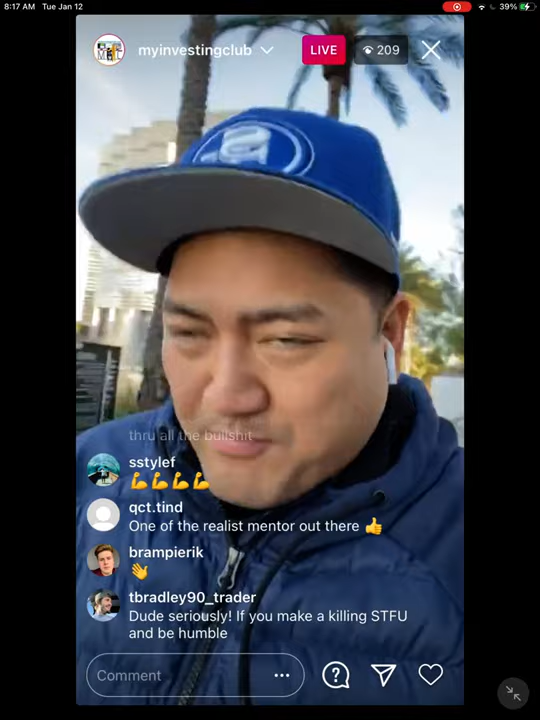 8:17 AM Tue Jan 12
39%
myinvestingclub
LIVE
209
thru all the bullshit
sstylef
💪💪💪💪
qct.tind
One of the realist mentor out there 👍
brampierik
👋
tbradley90_trader
Dude seriously! If you make a killing STFU
and be humble
Comment